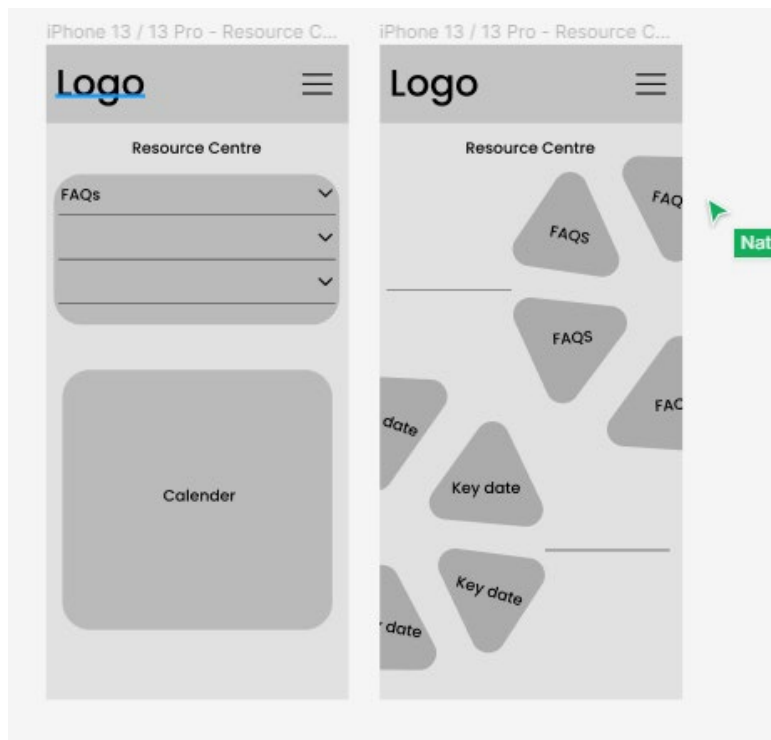 iPhone 13 / 13 Pro - Resource C...
Logo
Resource Centre
FAQs
Calender
iPhone 13 / 13 Pro - Resource C...
Logo
Resource Centre
FAQ
FAQS
FAQS
FAC
date
Key date
Key date
date
Nat